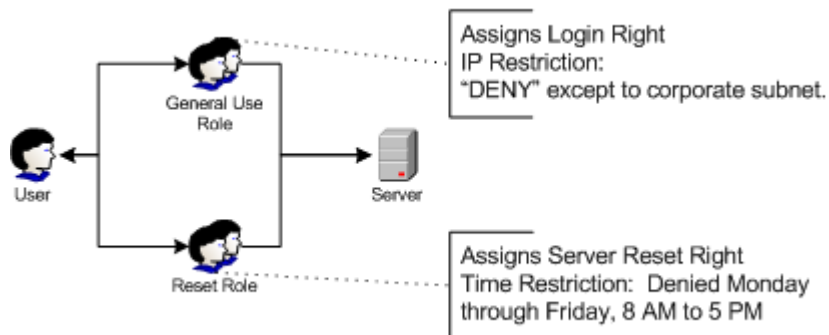 Assigns Login Right
IP Restriction:
“DENY” except to corporate subnet.
General Use
Role
User
Server
Reset Role
Assigns Server Reset Right
Time Restriction:  Denied Monday
through Friday, 8 AM to 5 PM